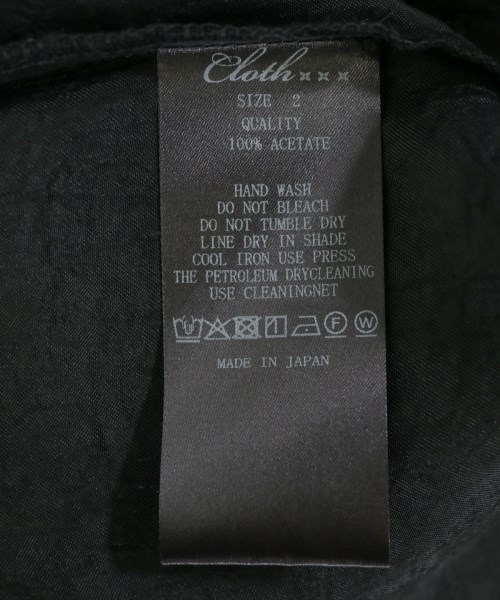 Cloth×××
SIZE 2
QUALITY
100% ACETATE
HAND WASH
DO NOT BLEACH
DO NOT TUMBLE DRY
LINE DRY IN SHADE
COOL IRON USE PRESS
THE PETROLEUM DRYCLEANING
USE CLEANINGNET
F W
MADE IN JAPAN